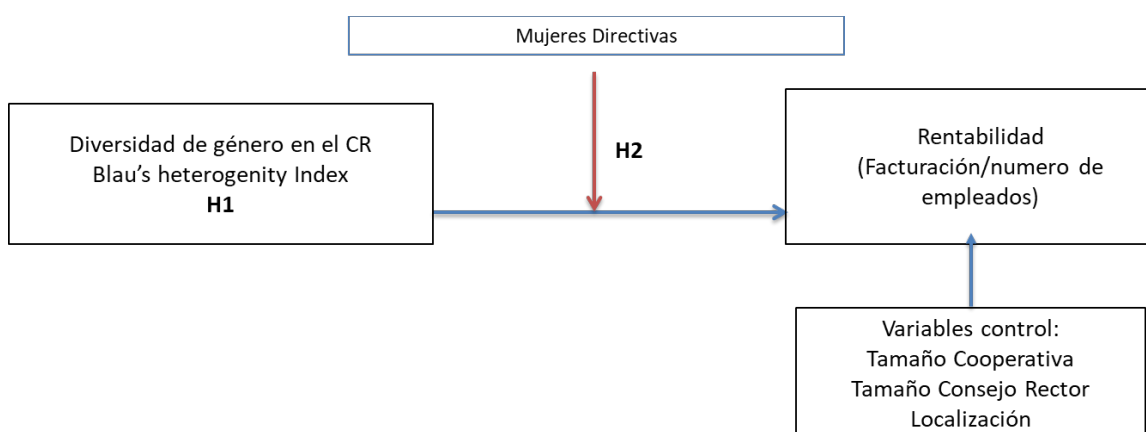 Mujeres Directivas
Diversidad de género en el CR
Blau's heterogenity Index
H1
H2
Rentabilidad
(Facturación/numero de
empleados)
Variables control:
Tamaño Cooperativa
Tamaño Consejo Rector
Localización